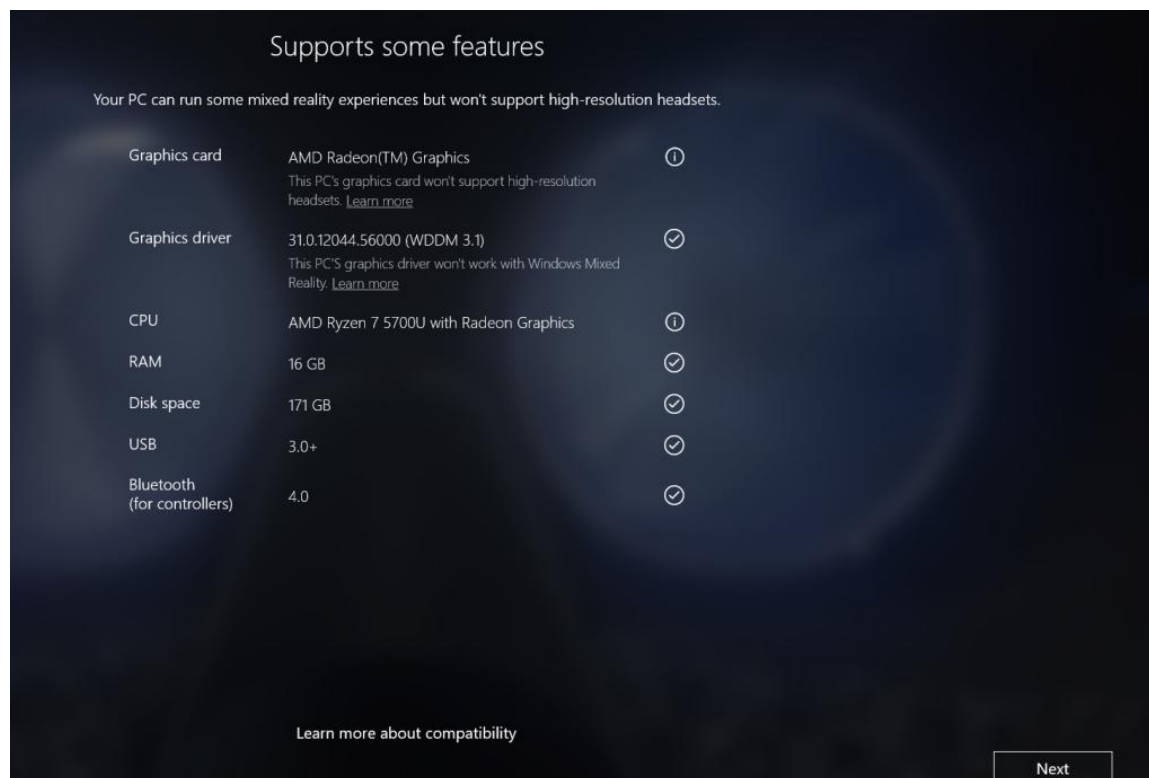 Supports some features
Your PC can run some mixed reality experiences but won't support high-resolution headsets.
Graphics card
AMD Radeon(TM) Graphics
This PC's graphics card won't support high-resolution
headsets. Learn more
Graphics driver
31.0.12044.56000 (WDDM 3.1)
This PC'S graphics driver won't work with Windows Mixed
Reality. Learn more
CPU
AMD Ryzen 7 5700U with Radeon Graphics
RAM
16 GB
Disk space
171 GB
USB
3.0+
Bluetooth
(for controllers)
4.0
Learn more about compatibility
Next